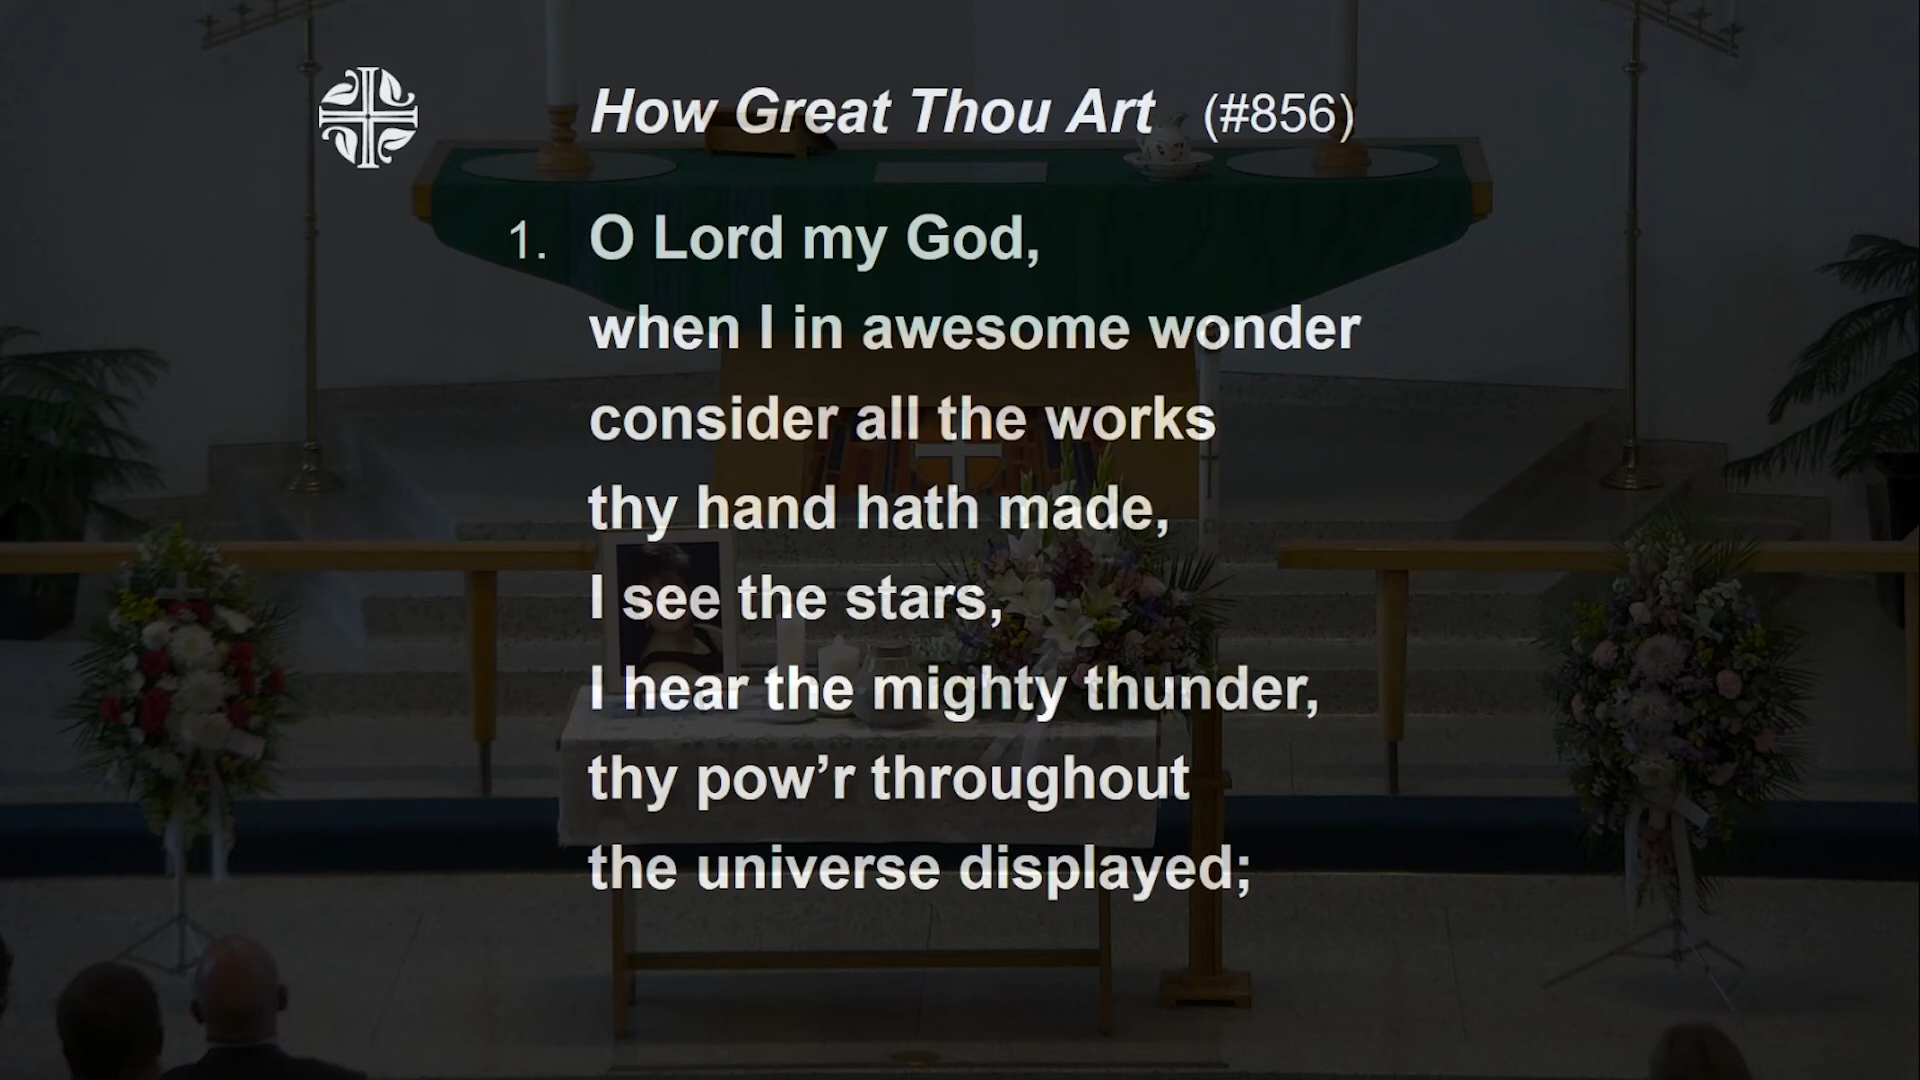 How Great Thou Art (#856)
1. O Lord my God,
when I in awesome wonder
consider all the works
thy hand hath made,
I see the stars,
I hear the mighty thunder,
thy pow’r throughout
the universe displayed;